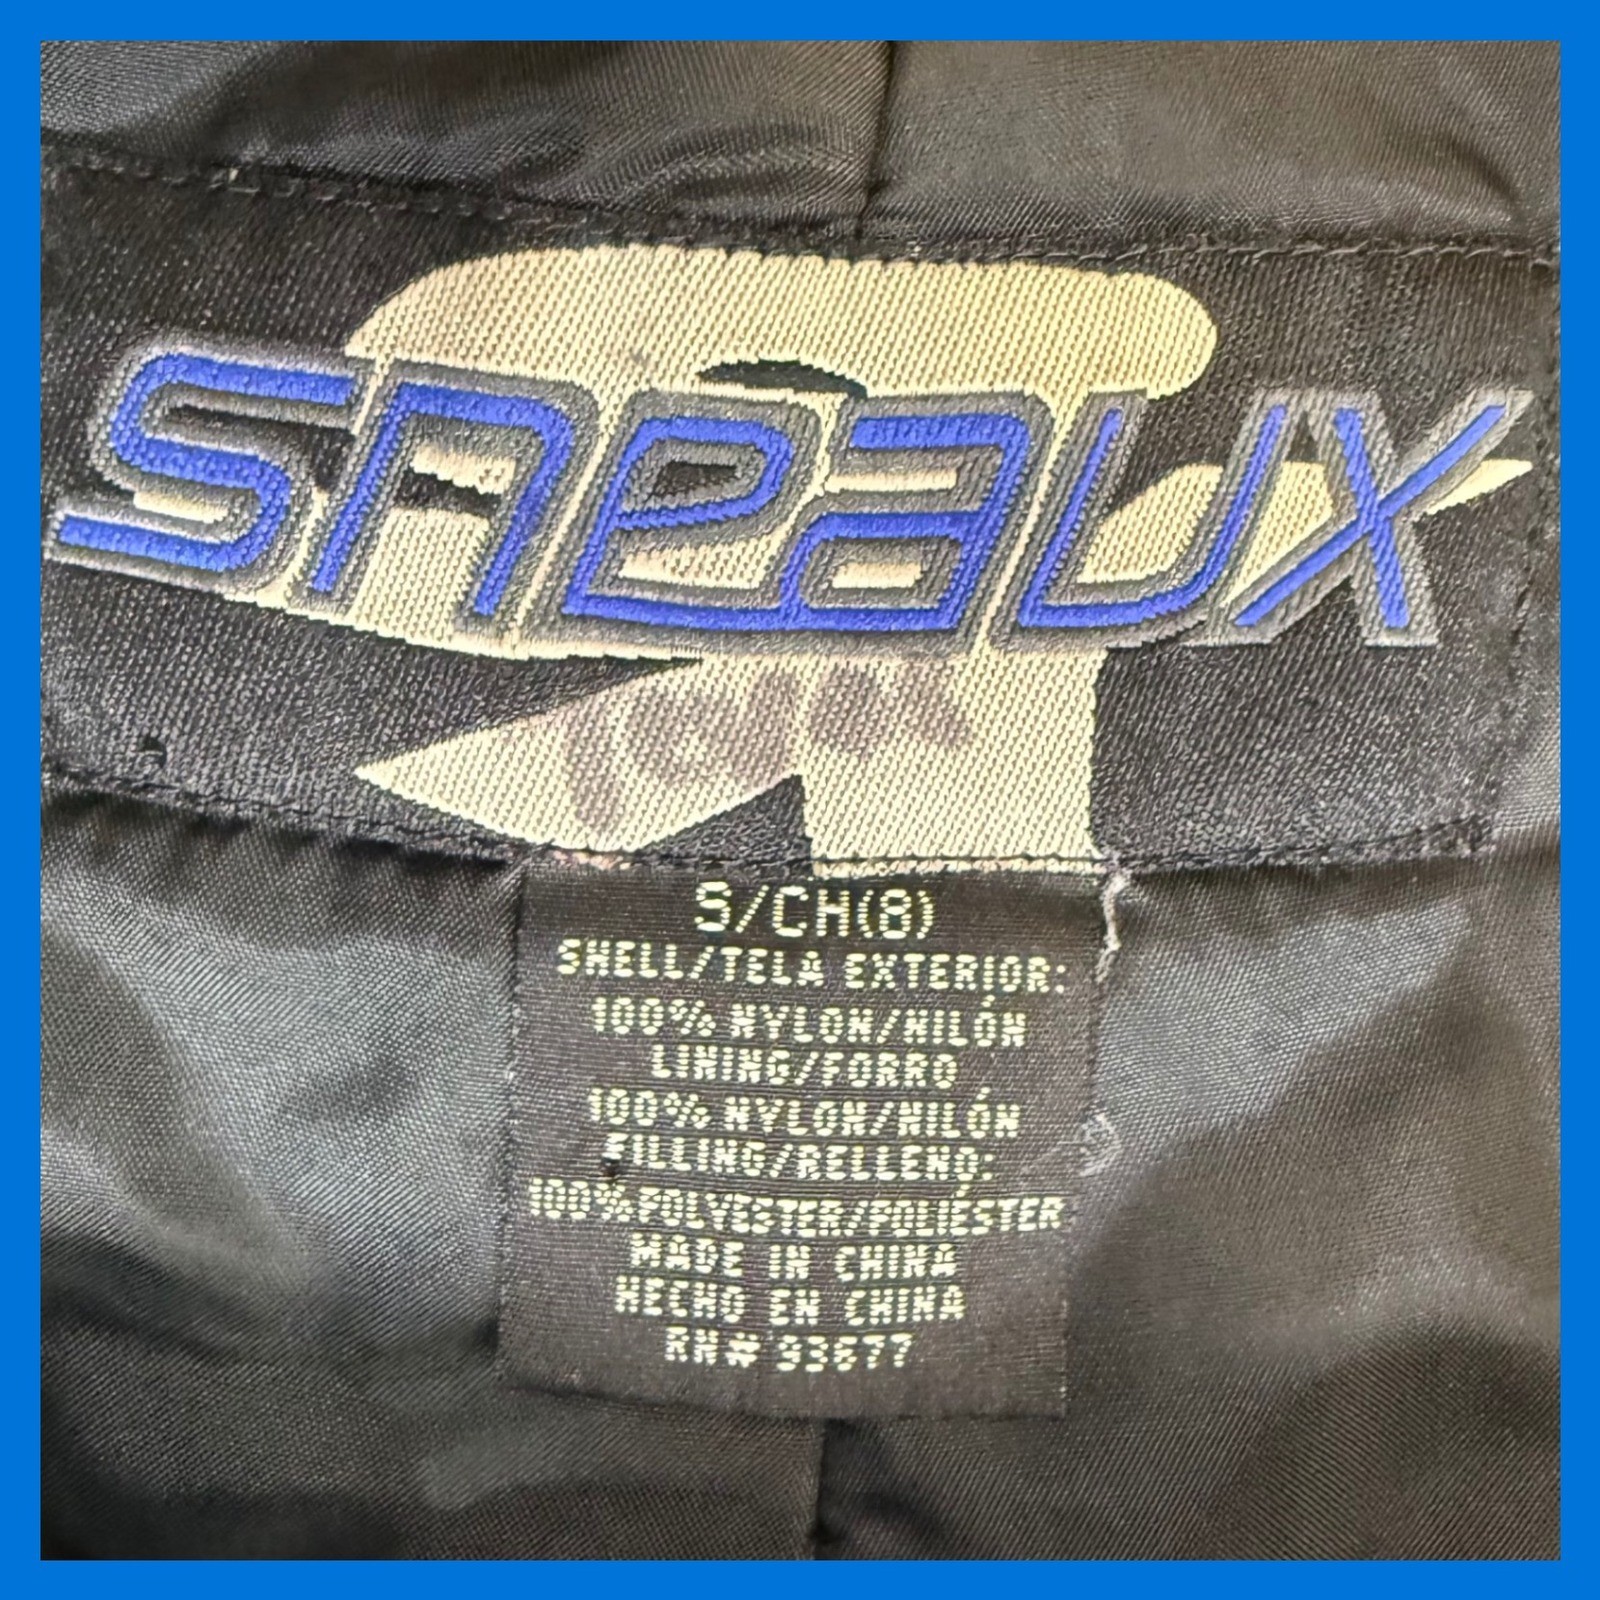 sneaux
S/CH(8)
SHELL/TELA EXTERIOR:
100% NYLON/NILÓN
LINING/FORRO
100% NYLON/NILÓN
FILLING/RELLENO:
100% POLYESTER/POLIÉSTER
MADE IN CHINA
HECHO EN CHINA
RN# 93677